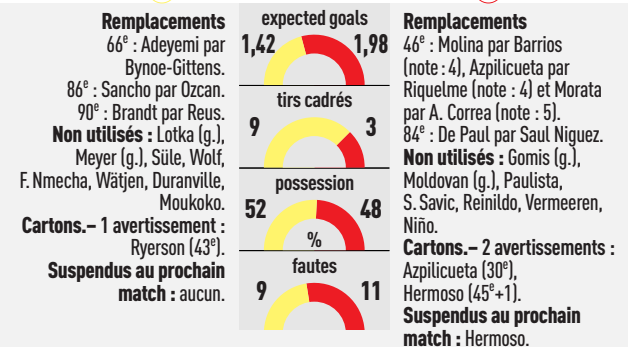 Remplacements
66e : Adeyemi par
Bynoe-Gittens.
86e : Sancho par Ozcan.
90e : Brandt par Reus.
Non utilisés : Lotka (g.),
Meyer (g.), Süle, Wolf,
F. Nmecha, Wätjen, Duranville,
Moukoko.
Cartons.– 1 avertissement :
Ryerson (43e).
Suspendus au prochain
match : aucun.
expected goals
1,42 1,98
tirs cadrés
9 3
possession
52 48
%
fautes
9 11
Remplacements
46e : Molina par Barrios
(note : 4), Azpilicueta par
Riquelme (note : 4) et Morata
par A. Correa (note : 5).
84e : De Paul par Saul Niguez.
Non utilisés : Gomis (g.),
Moldovan (g.), Paulista,
S. Savic, Reinildo, Vermeeren,
Niño.
Cartons.– 2 avertissements :
Azpilicueta (30e),
Hermoso (45e+1).
Suspendus au prochain
match : Hermoso.